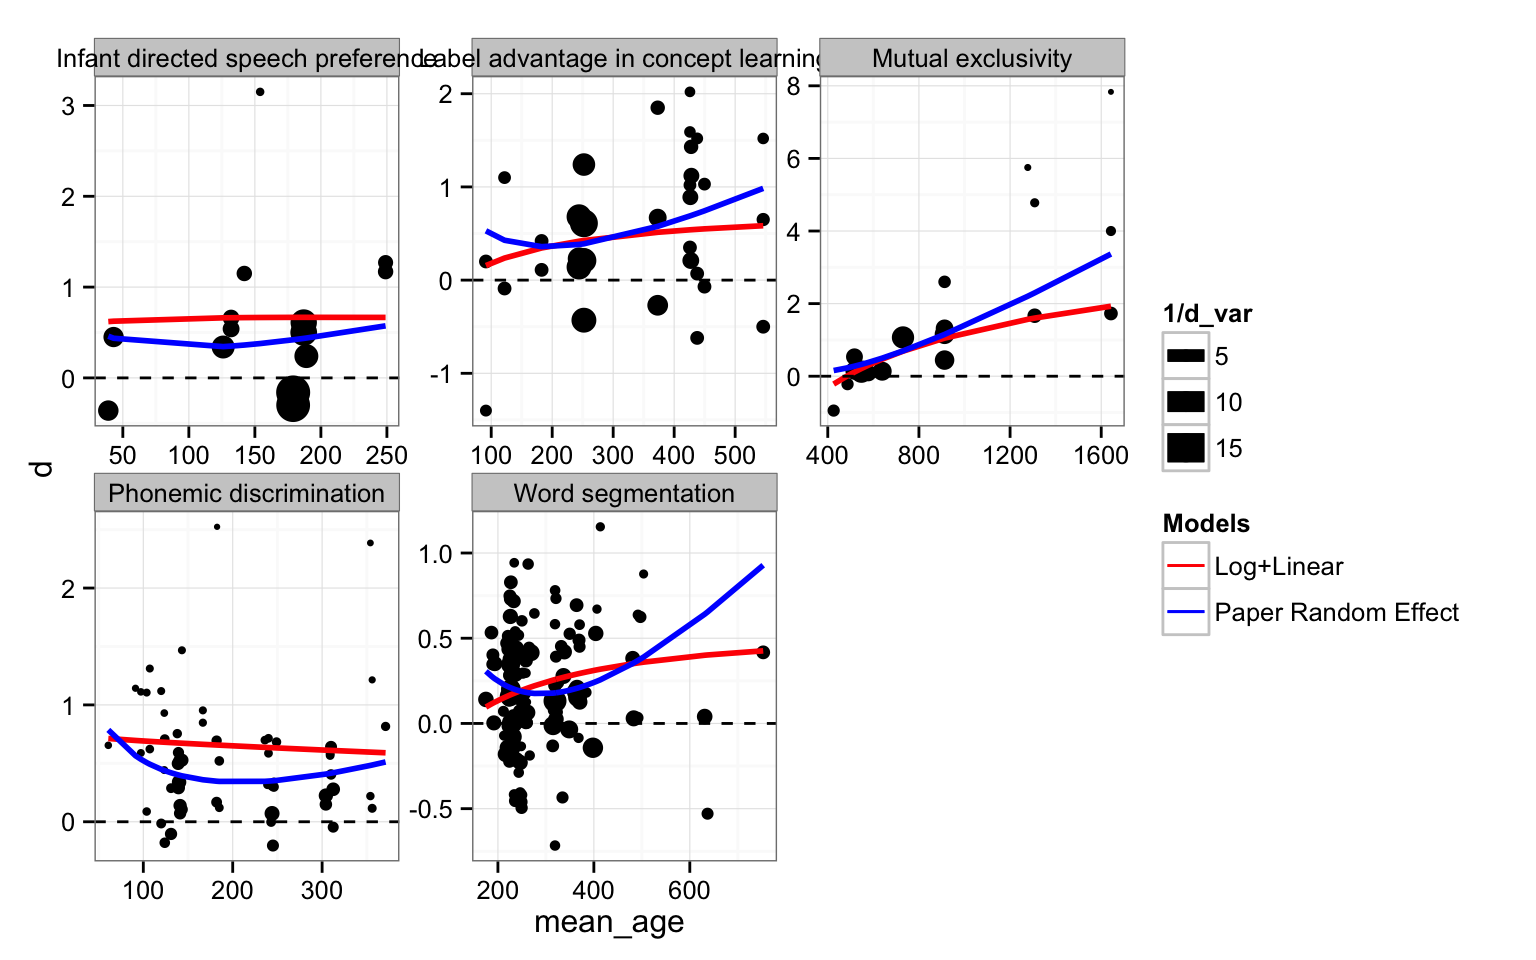 Infant directed speech preference
Label advantage in concept learning
Mutual exclusivity
3
2
1
0
50 100 150 200 250
2
1
0
-1
100 200 300 400 500
8
6
4
2
0
400 800 1200 1600
d
Phonemic discrimination
Word segmentation
2
1
0
100 200 300
1.0
0.5
0.0
-0.5
200 400 600
mean_age
1/d_var
5
10
15
Models
Log+Linear
Paper Random Effect